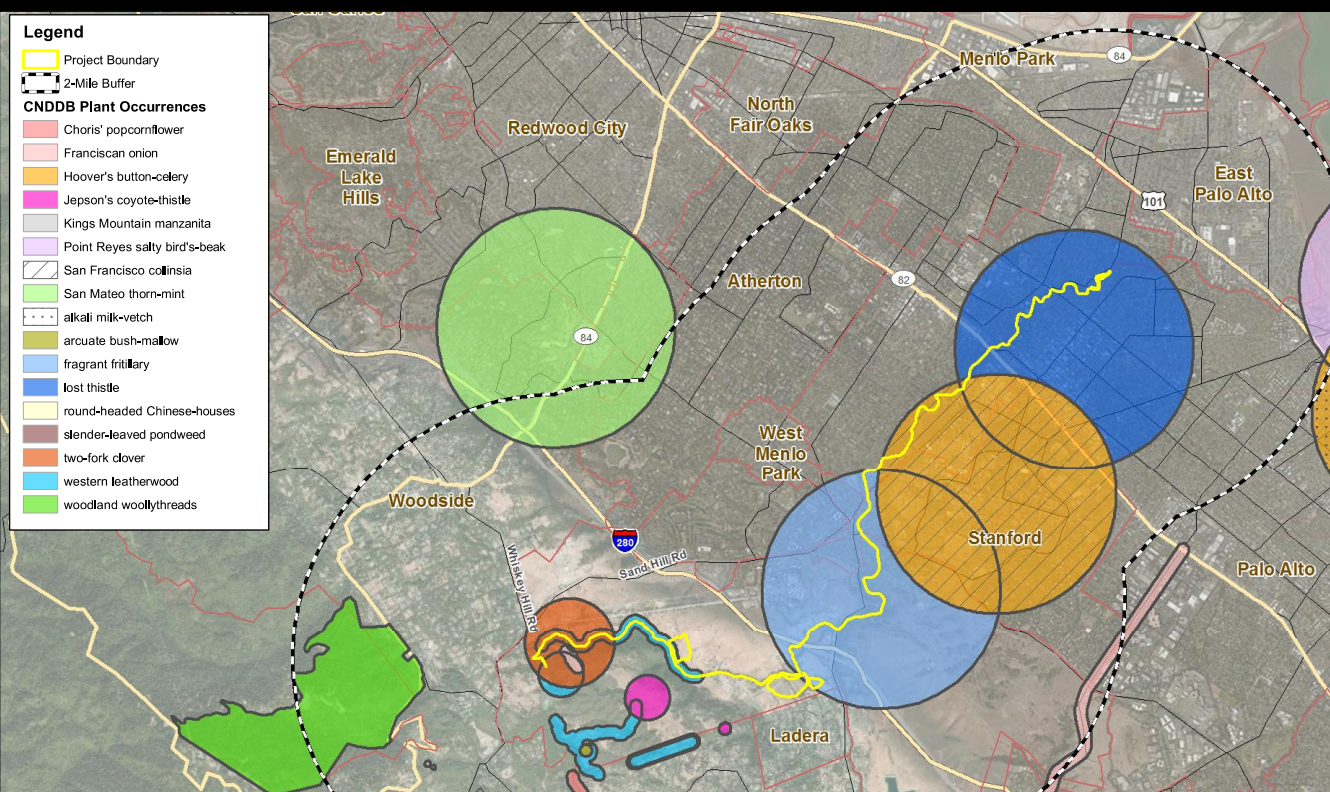 San Carlos
Legend
Project Boundary
2-Mile Buffer
CNDDB Plant Occurrences
Choris' popcornflower
Franciscan onion
Hoover's button-celery
Jepson's coyote-thistle
Kings Mountain manzanita
Point Reyes salty bird's-beak
San Francisco collinsia
San Mateo thorn-mint
alkali milk-vetch
arcuate bush-mallow
fragrant fritillary
lost thistle
round-headed Chinese-houses
slender-leaved pondweed
two-fork clover
western leatherwood
woodland woollythreads
Menlo Park
84
North
Fair Oaks
Redwood City
Emerald
Lake
Hills
East
Palo Alto
101
Atherton
82
84
West
Menlo
Park
Woodside
Stanford
280
Sand Hill Rd
Whiskey Hill Rd
Palo Alto
Ladera